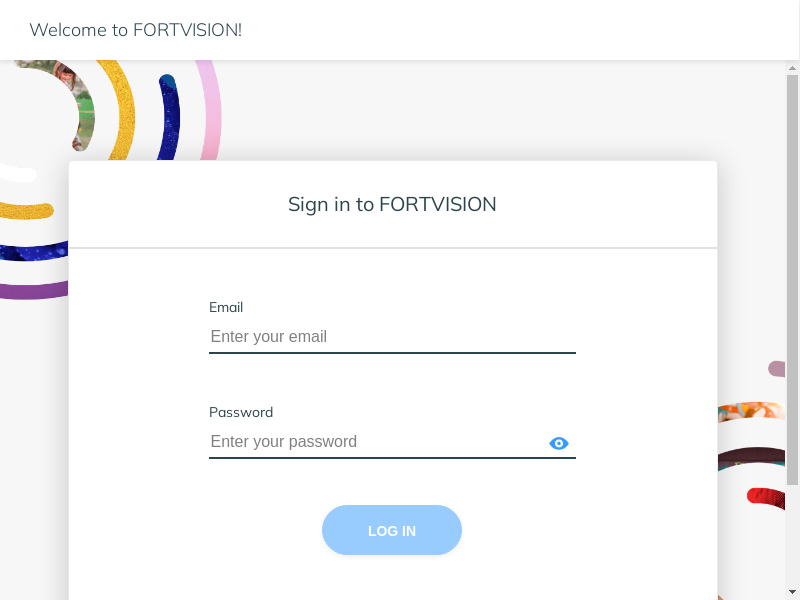 Welcome to FORTVISION!
Sign in to FORTVISION
Email
Enter your email
Password
Enter your password
LOG IN